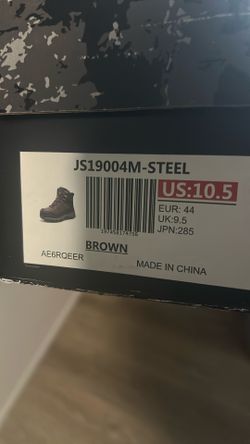 JS19004M-STEEL
US:10.5
EUR: 44
UK:9.5
JPN:285
BROWN
AE6RQEER
MADE IN CHINA